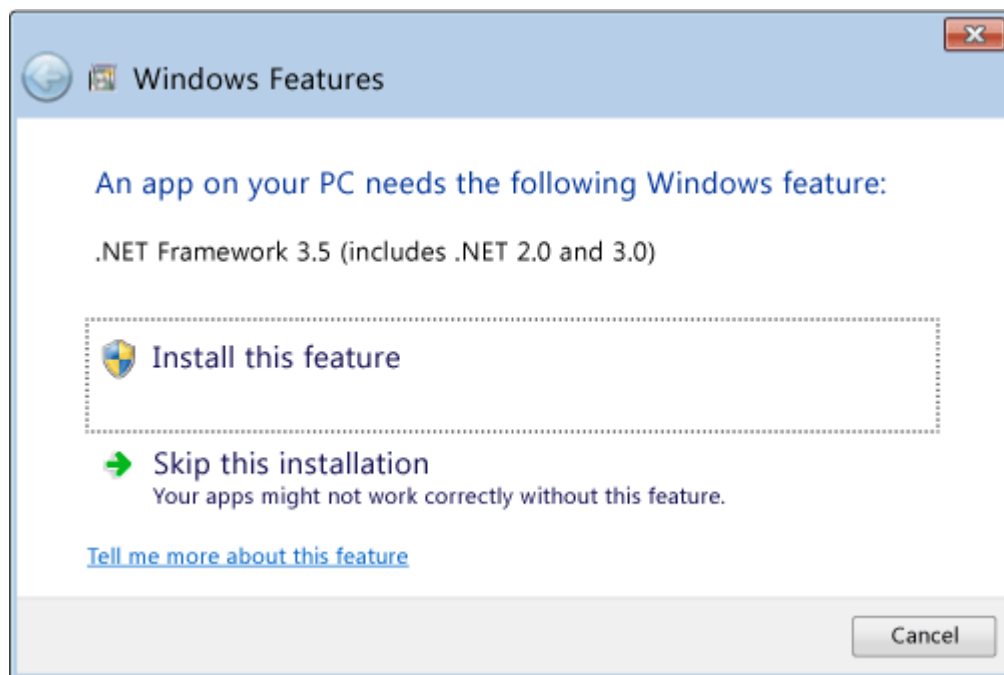 Windows Features
An app on your PC needs the following Windows feature:
.NET Framework 3.5 (includes .NET 2.0 and 3.0)
Install this feature
Skip this installation
Your apps might not work correctly without this feature.
Tell me more about this feature
Cancel